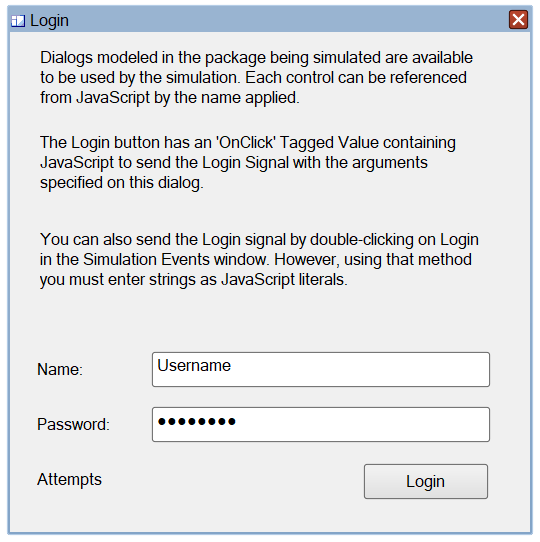 Login
Dialogs modeled in the package being simulated are available
to be used by the simulation. Each control can be referenced
from JavaScript by the name applied.
The Login button has an 'OnClick' Tagged Value containing
JavaScript to send the Login Signal with the arguments
specified on this dialog.
You can also send the Login signal by double-clicking on Login
in the Simulation Events window. However, using that method
you must enter strings as JavaScript literals.
Name: Username
Password: ●●●●●●●●
Attempts Login